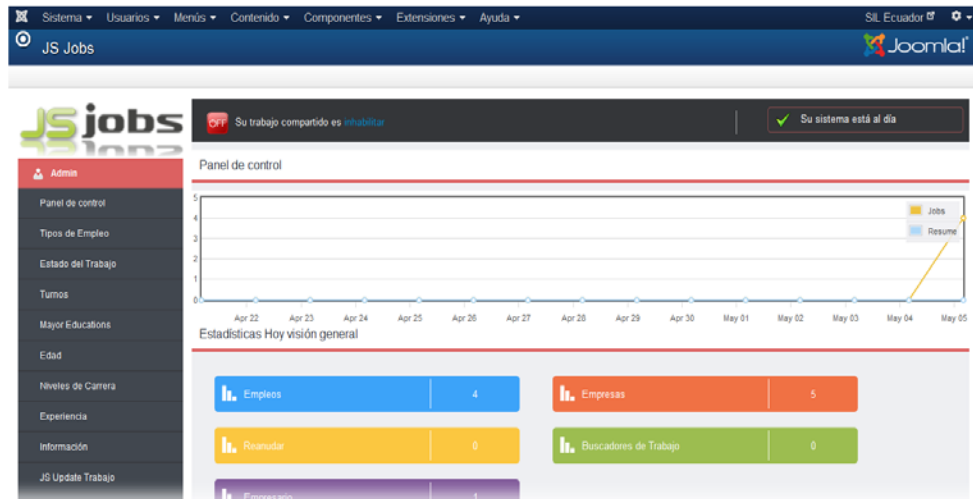 Sistema Usuarios Menús Contenido Componentes Extensiones Ayuda SIL Ecuador
JS Jobs Joomla!
JS jobs
OFF Su trabajo compartido es inhabilitar Su sistema está al día
Admin
Panel de control
Panel de control
Tipos de Empleo
Estado del Trabajo
Turnos
Mayor Educations
Edad
Niveles de Carrera
Experiencia
Información
JS Update Trabajo
5
4
3
2
1
0
Jobs
Resume
Apr 22 Apr 23 Apr 24 Apr 25 Apr 26 Apr 27 Apr 28 Apr 29 Apr 30 May 01 May 02 May 03 May 04 May 05
Estadísticas Hoy visión general
Empleos 4
Empresas 5
Reanudar 0
Buscadores de Trabajo 0
Empresario 1